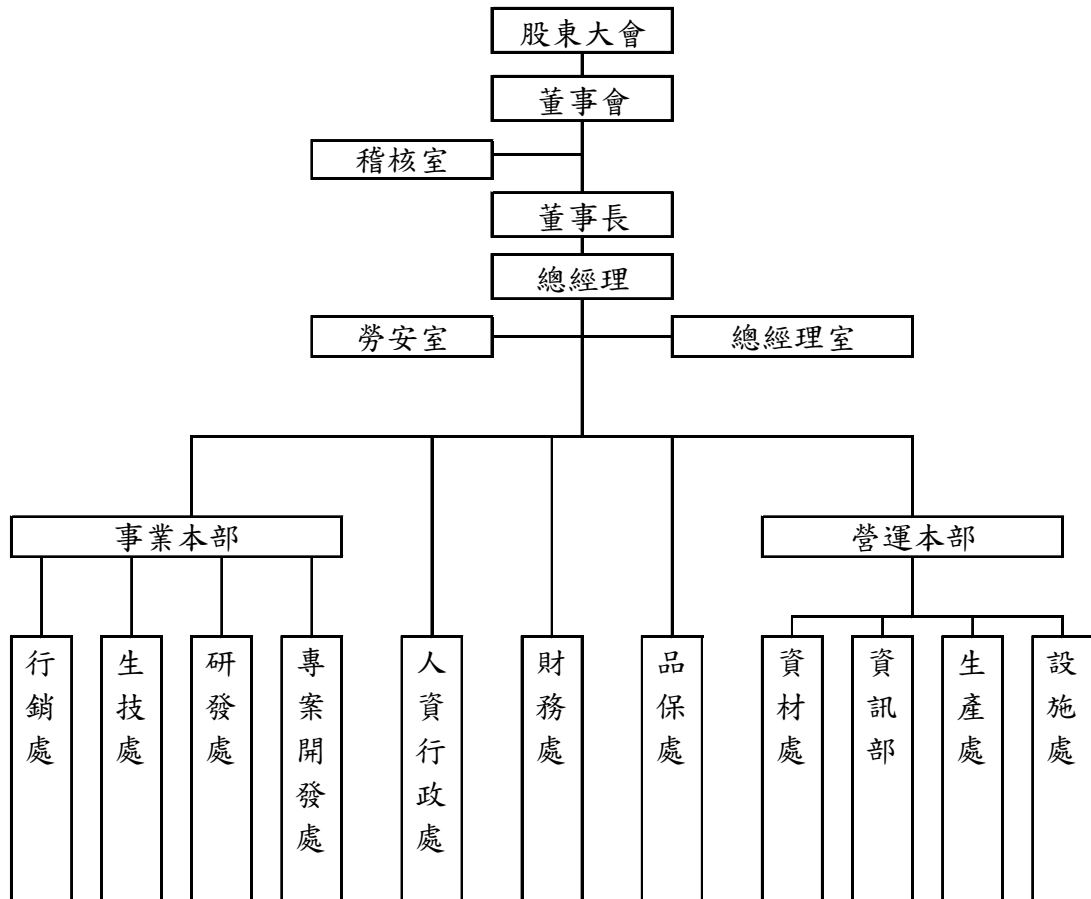 股東大會
董事會
稽核室
董事長
總經理
勞安室
總經理室
事業本部
營運本部
行銷處
生技處
研發處
專案開發處
人資行政處
財務處
品保處
資材處
資訊部
生產處
設施處